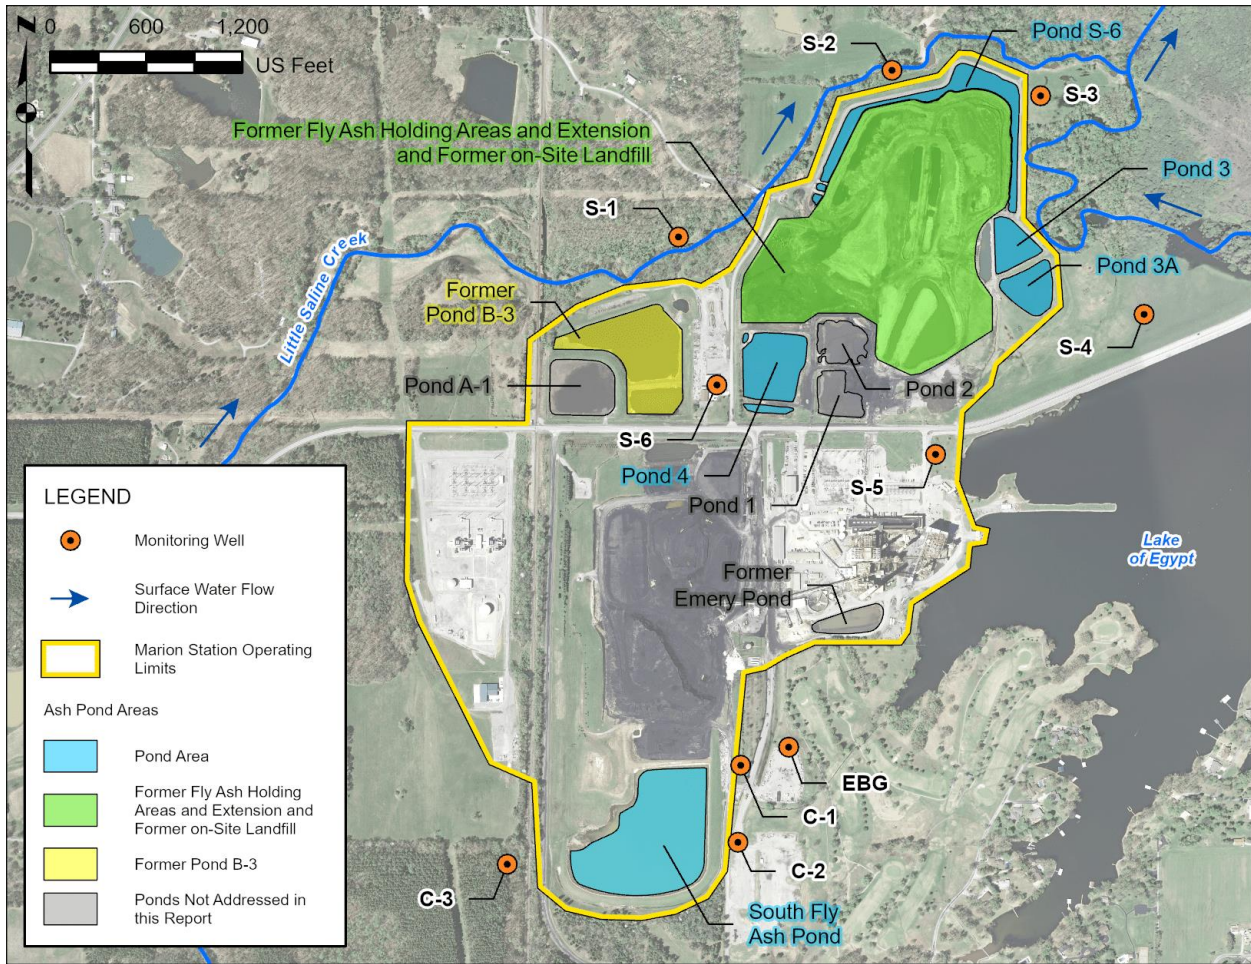 N
0 600 1,200
US Feet
S-2
Pond S-6
S-3
Former Fly Ash Holding Areas and Extension
and Former on-Site Landfill
Pond 3
S-1
Little Saline Creek
Pond 3A
Former
Pond B-3
S-4
Pond A-1
Pond 2
S-6
Pond 4
Pond 1
S-5
Lake
of Egypt
Former
Emery Pond
EBG
C-1
C-2
C-3
South Fly
Ash Pond
LEGEND
Monitoring Well
Surface Water Flow
Direction
Marion Station Operating
Limits
Ash Pond Areas
Pond Area
Former Fly Ash Holding
Areas and Extension and
Former on-Site Landfill
Former Pond B-3
Ponds Not Addressed in
this Report